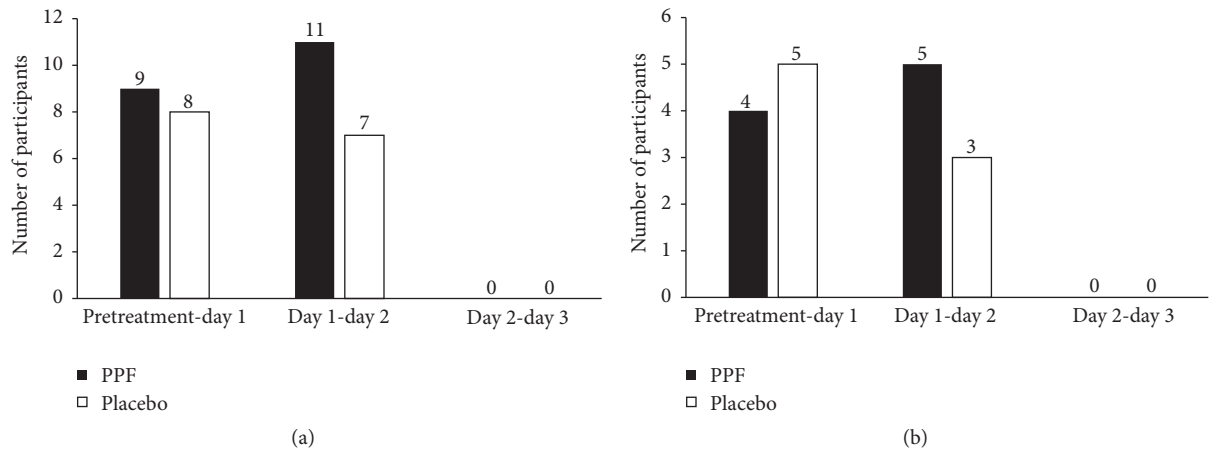 Number of participants
12
10
8
6
4
2
0
9
8
11
7
0 0
Pretreatment-day 1 Day 1-day 2 Day 2-day 3
PPF
Placebo
(a)
Number of participants
6
5
4
3
2
1
0
4
5
5
3
0 0
Pretreatment-day 1 Day 1-day 2 Day 2-day 3
PPF
Placebo
(b)